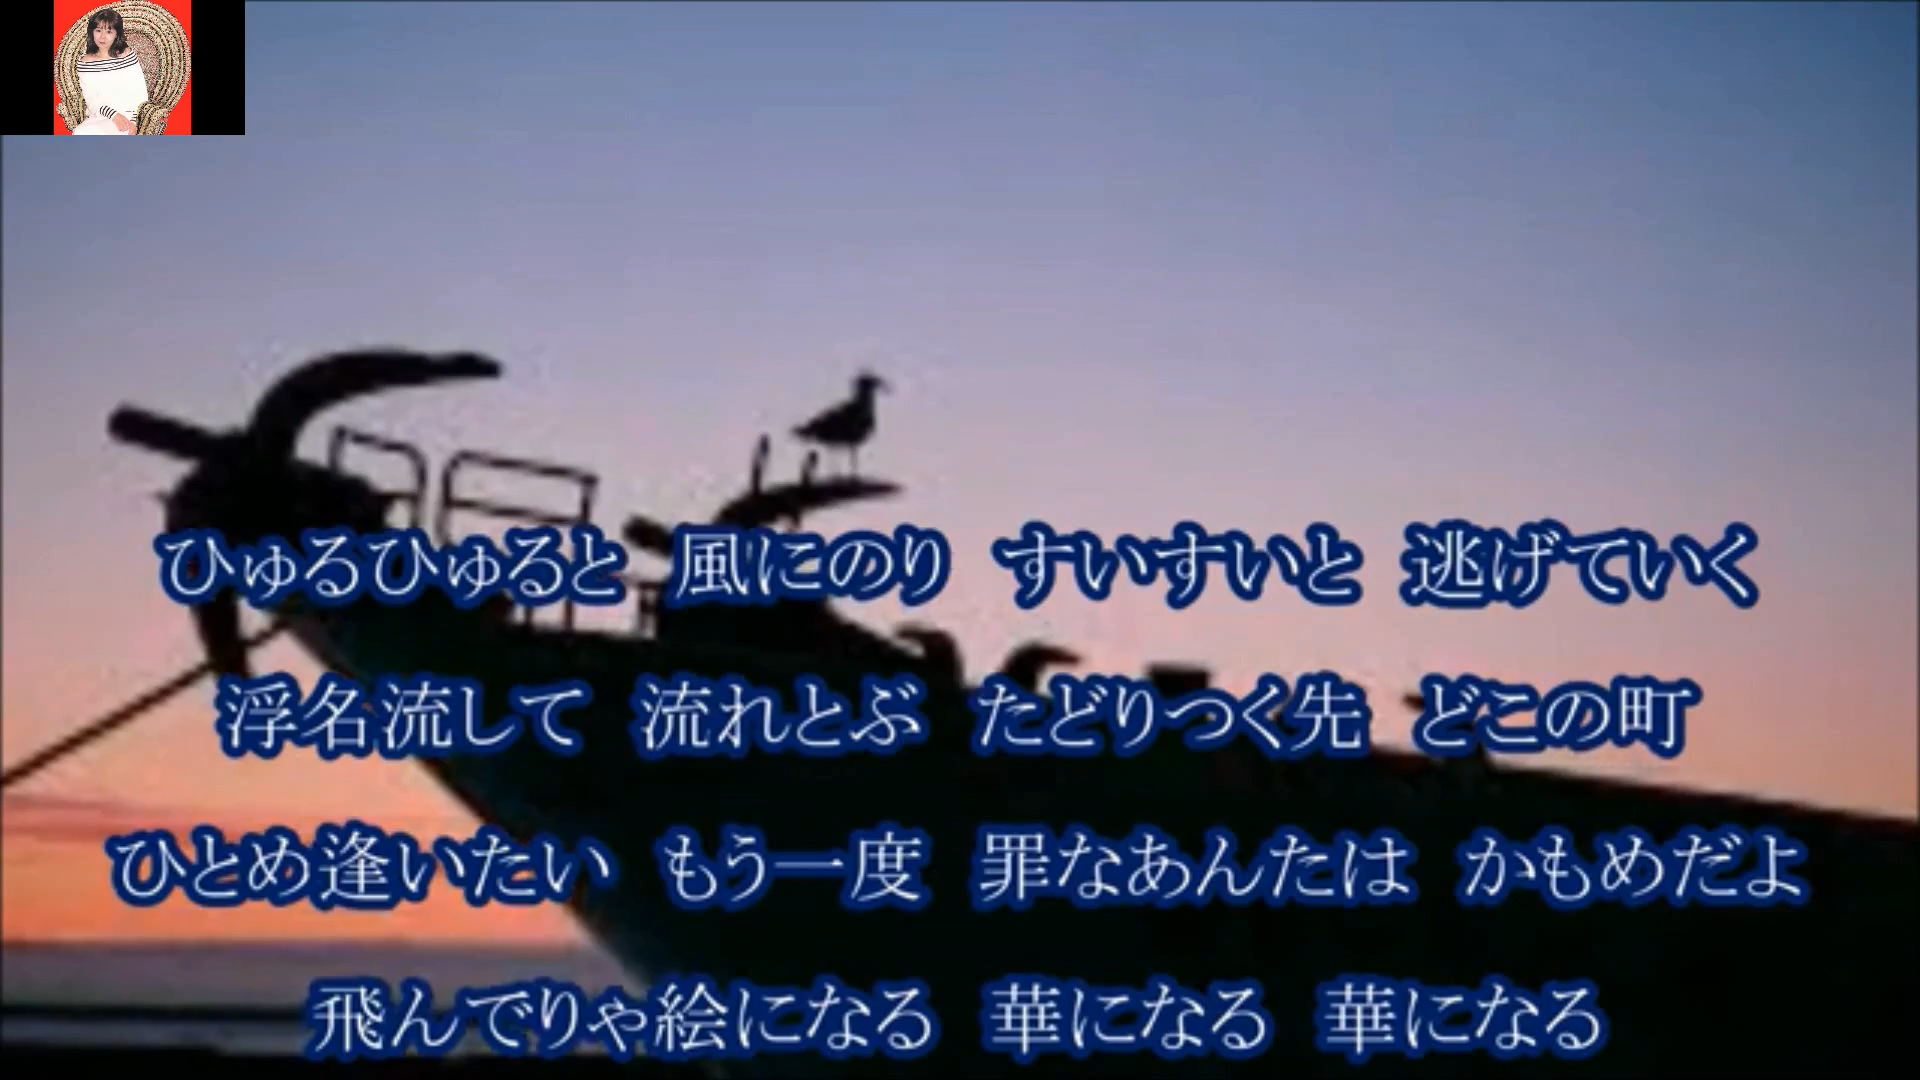 ひゅるひゅると　風にのり　すいすいと　逃げていく
浮名流して　流れとぶ　たどりつく先　どこの町
ひとめ逢いたい　もう一度　罪なあんたは　かもめだよ
飛んでりゃ絵になる　華になる　華になる